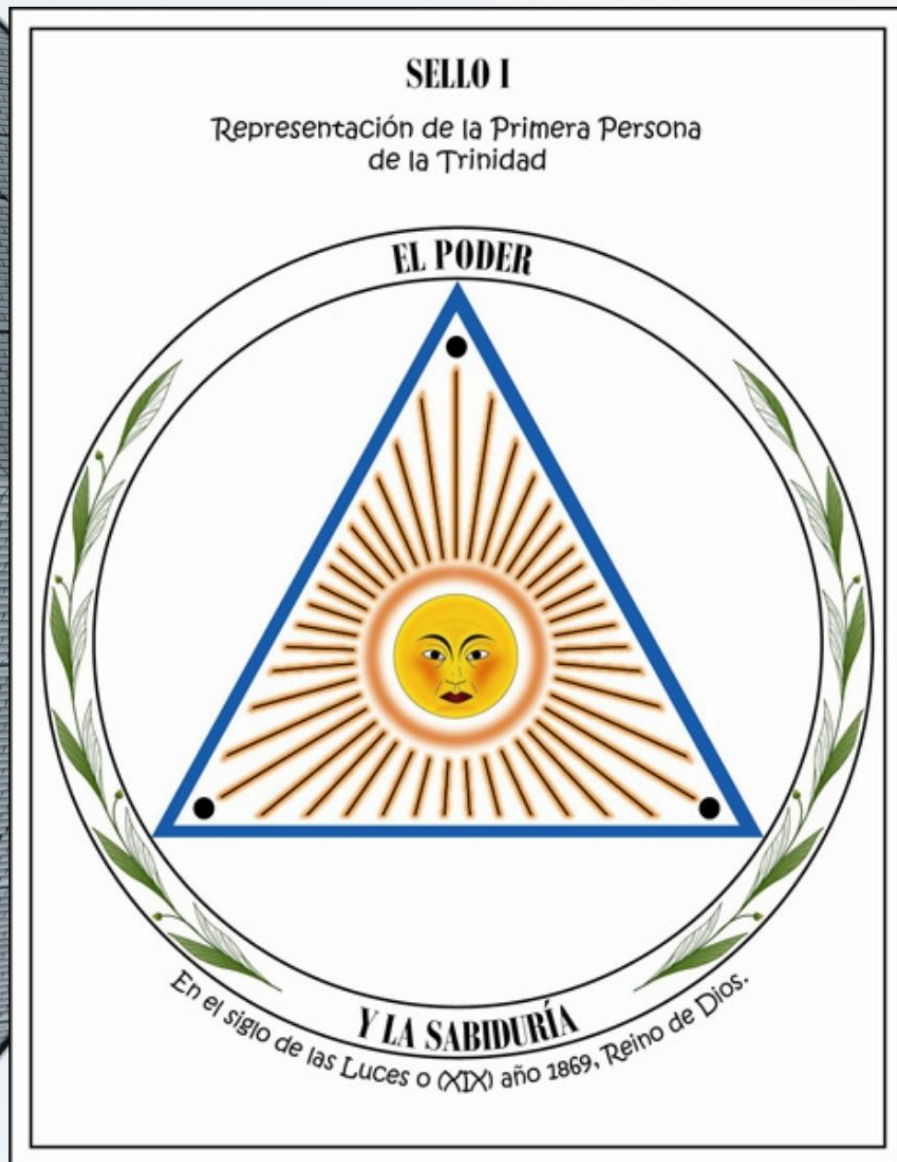 SELLO I
Representación de la Primera Persona
de la Trinidad
EL PODER
Y LA SABIDURÍA
En el siglo de las Luces o (XIX) año 1869, Reino de Dios.